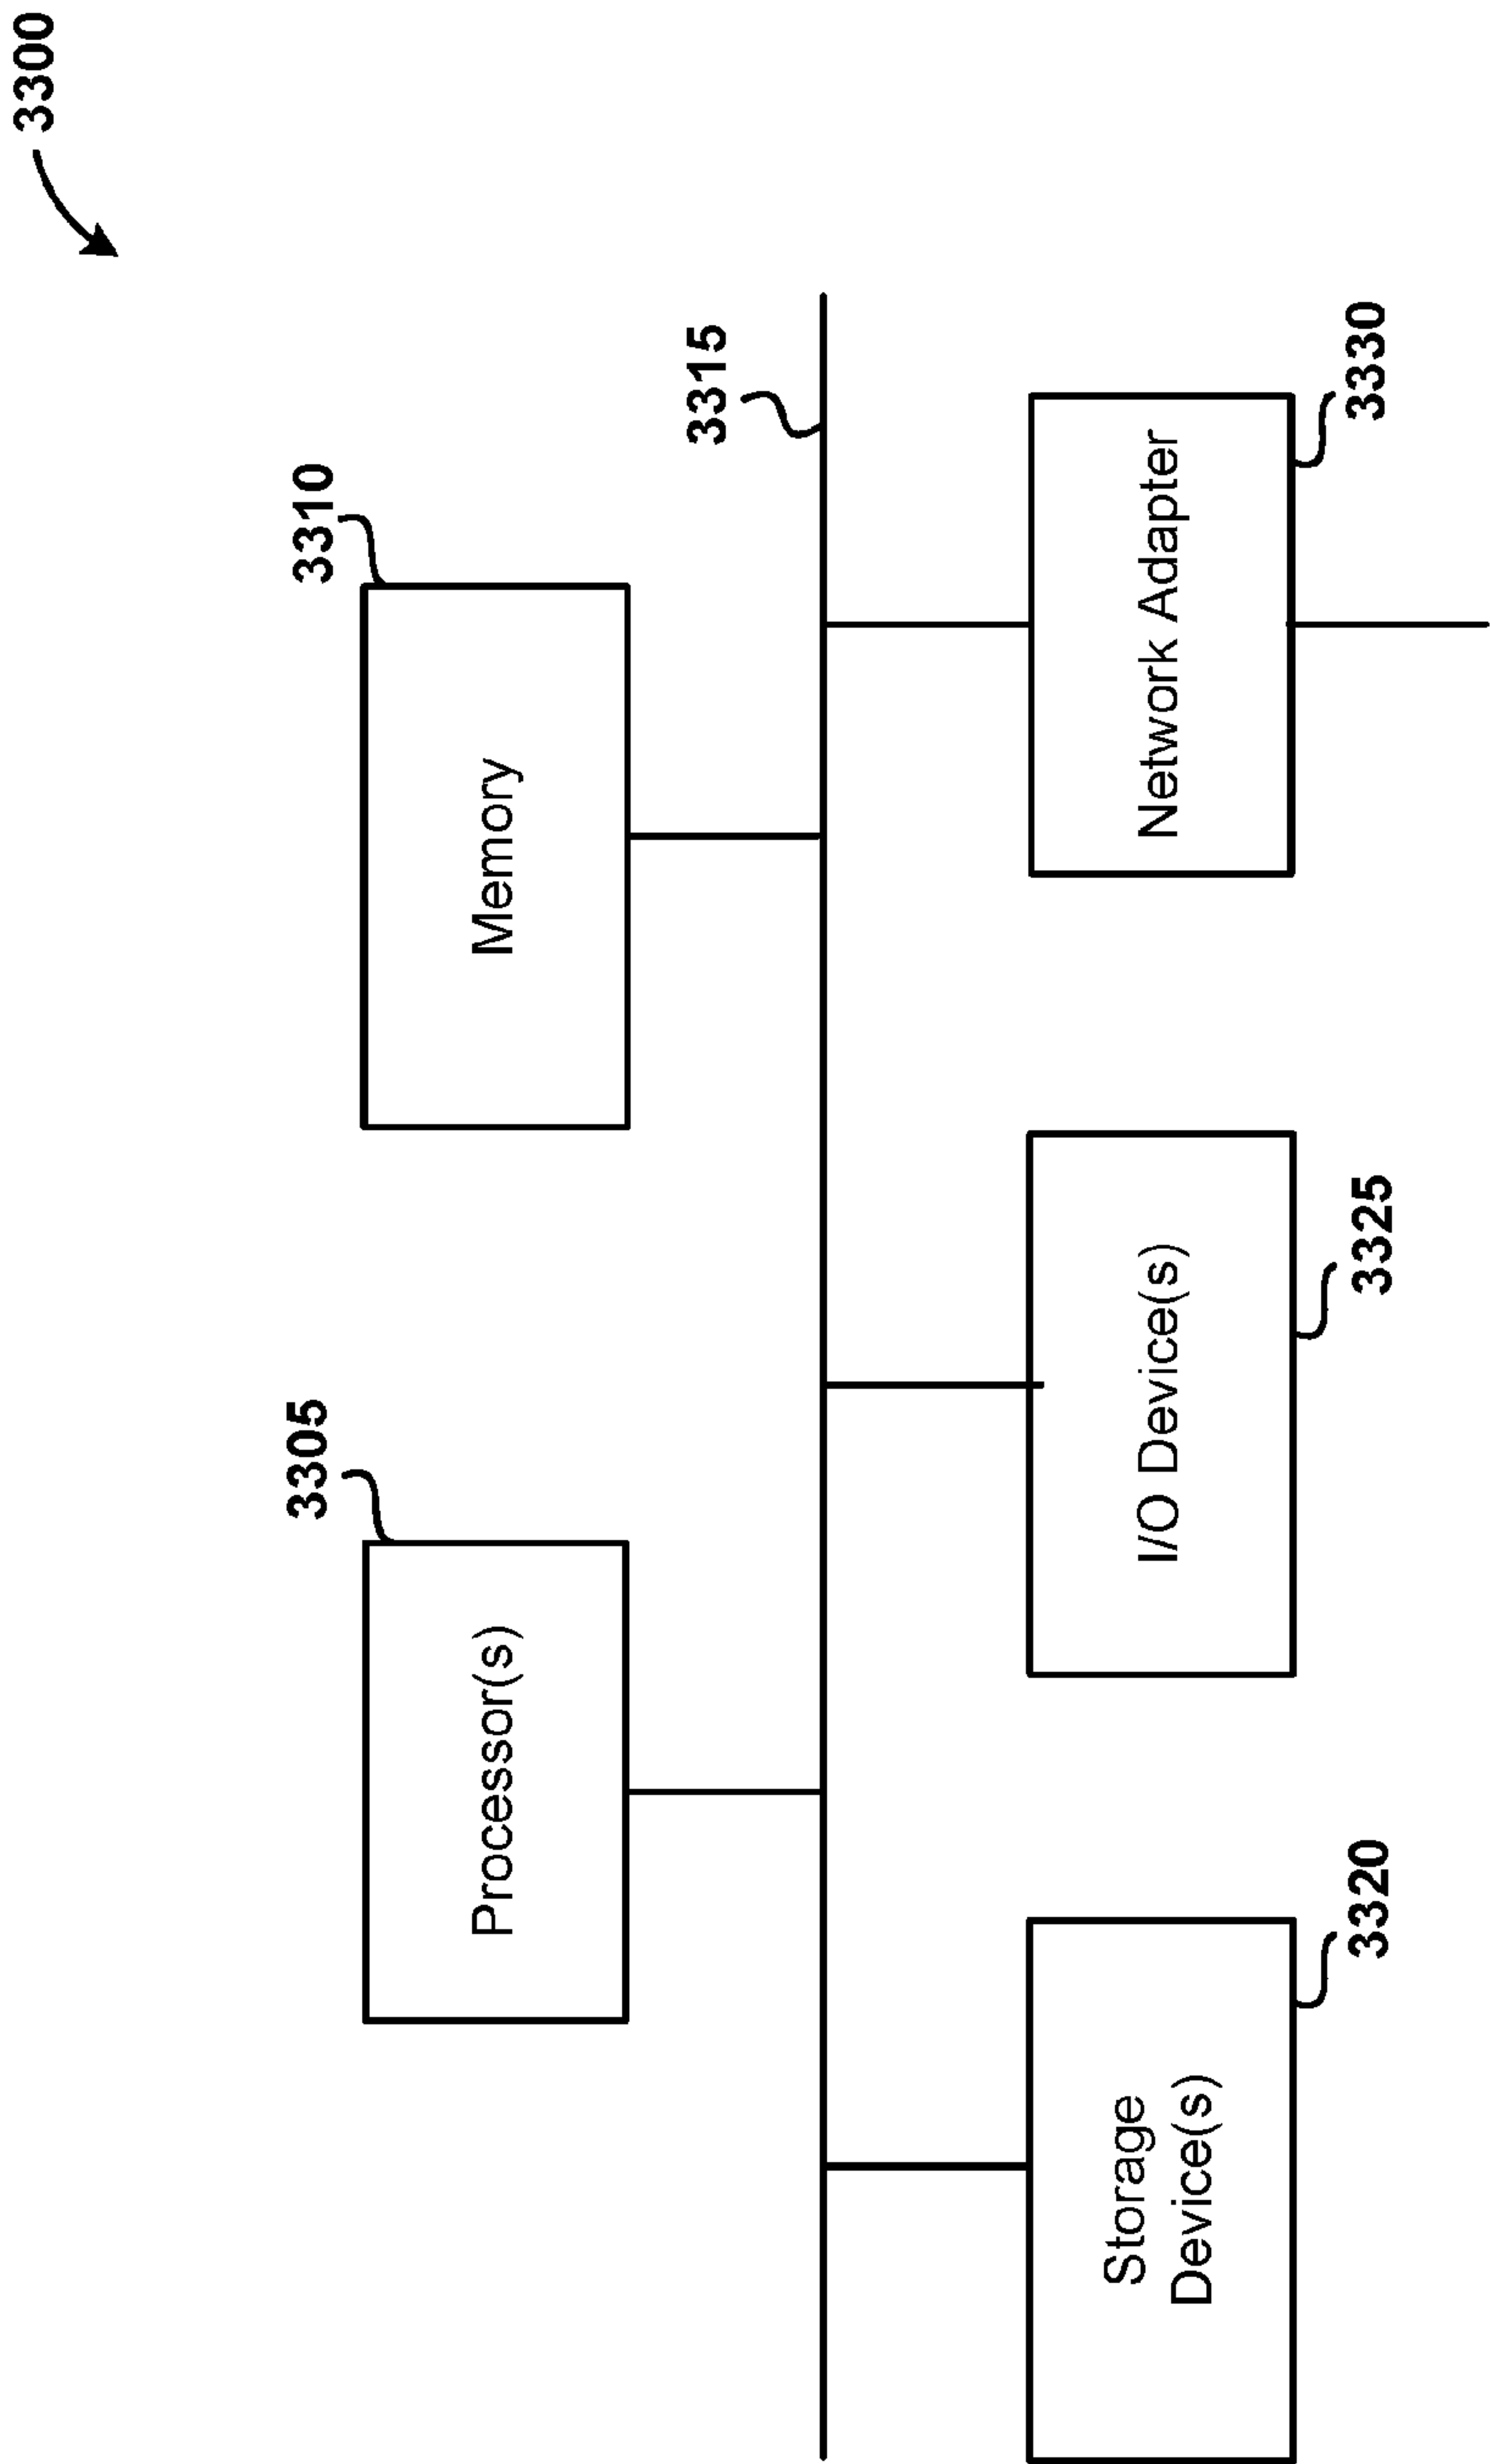 3300
3305
Processor(s)
3310
Memory
3315
Storage
Device(s)
3320
I/O Device(s)
3325
Network Adapter
3330